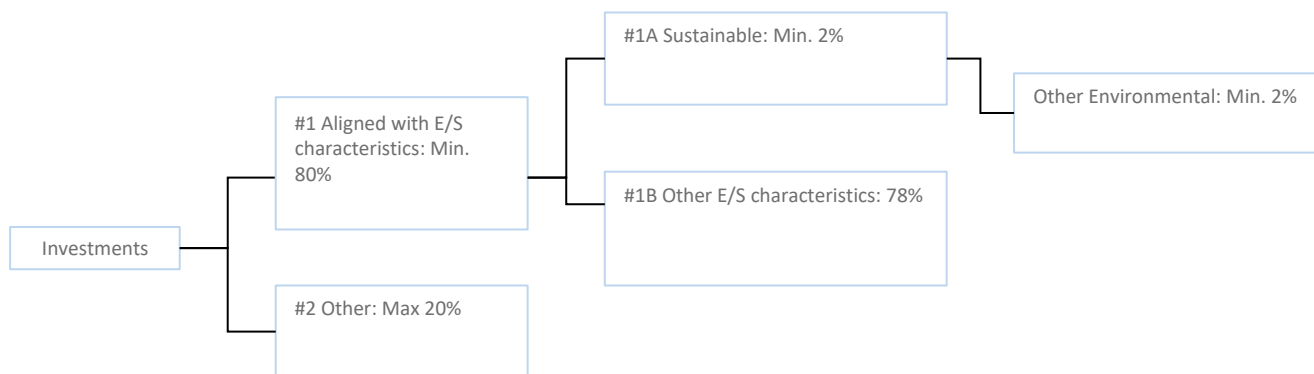 #1A Sustainable: Min. 2%
Other Environmental: Min. 2%
#1 Aligned with E/S
characteristics: Min.
80%
#1B Other E/S characteristics: 78%
Investments
#2 Other: Max 20%